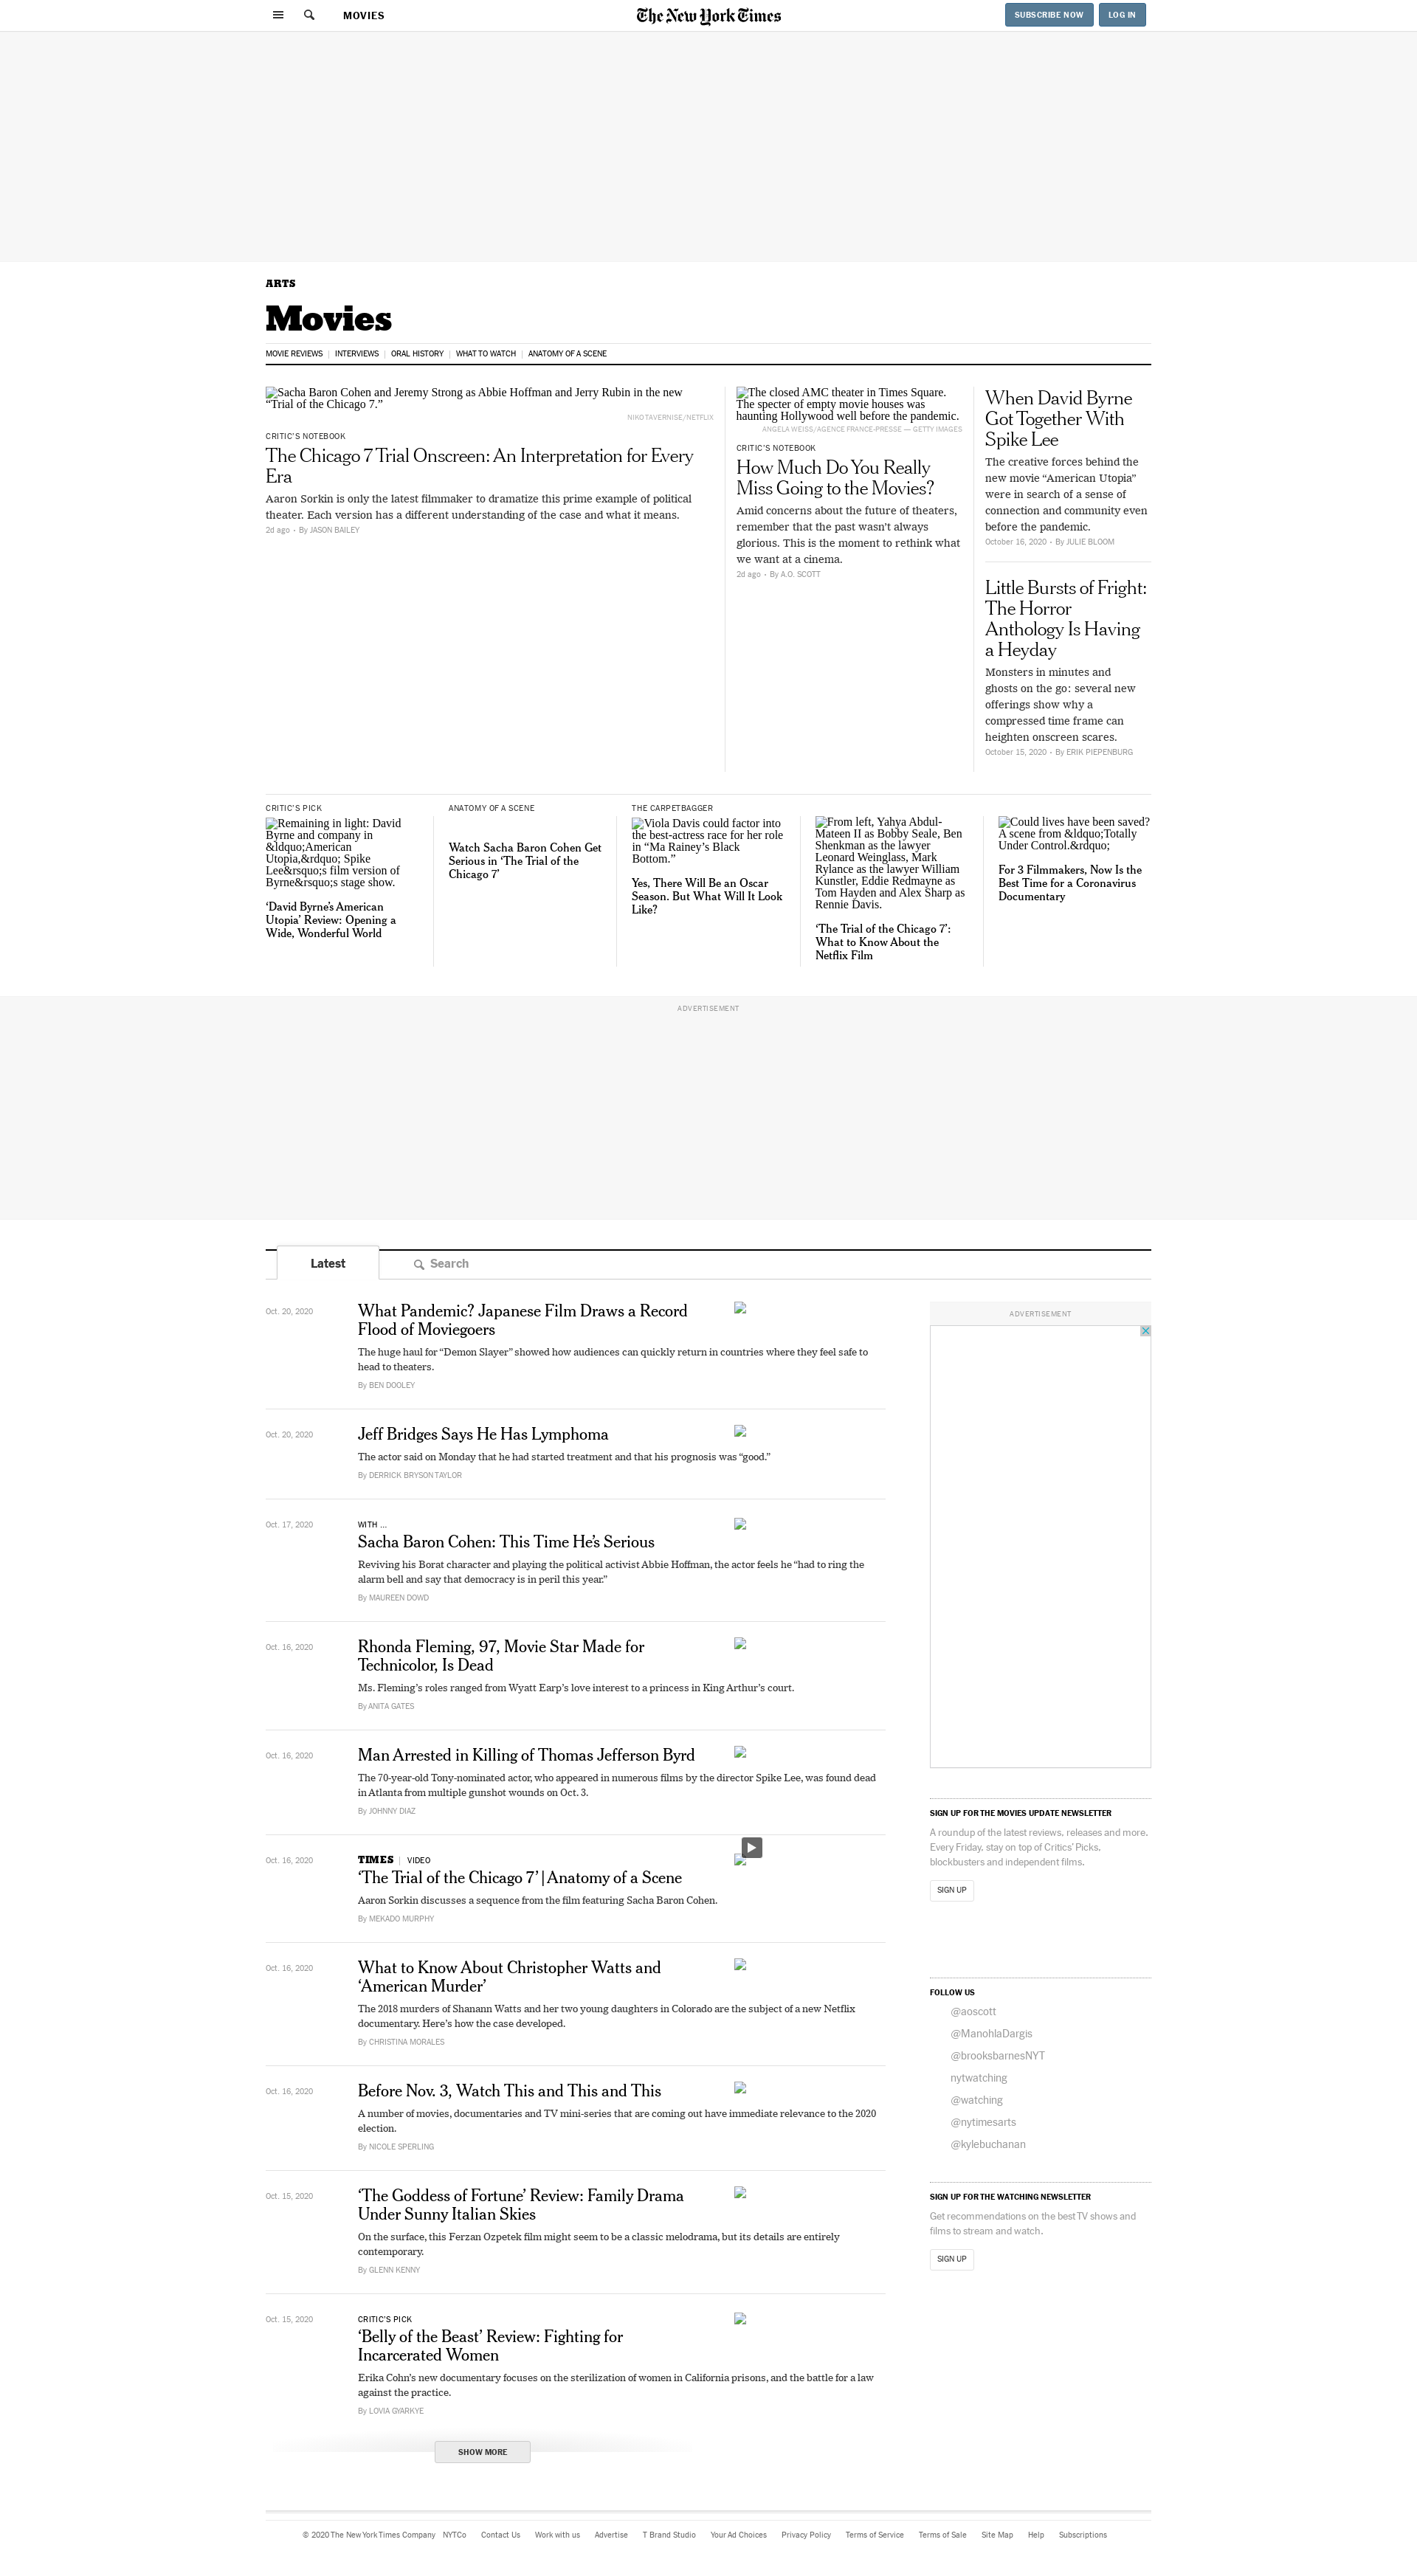 MOVIES
The New York Times
SUBSCRIBE NOW
LOG IN
ARTS
Movies
MOVIE REVIEWS
INTERVIEWS
ORAL HISTORY
WHAT TO WATCH
ANATOMY OF A SCENE
Sacha Baron Cohen and Jeremy Strong as Abbie Hoffman and Jerry Rubin in the new
“Trial of the Chicago 7.”
NIKO TAVERNISE/NETFLIX
CRITIC’S NOTEBOOK
The Chicago 7 Trial Onscreen: An Interpretation for Every
Era
Aaron Sorkin is only the latest filmmaker to dramatize this prime example of political
theater. Each version has a different understanding of the case and what it means.
2d ago • By JASON BAILEY
The closed AMC theater in Times Square.
The specter of empty movie houses was
haunting Hollywood well before the pandemic.
ANGELA WEISS/AGENCE FRANCE-PRESSE — GETTY IMAGES
CRITIC’S NOTEBOOK
How Much Do You Really
Miss Going to the Movies?
Amid concerns about the future of theaters,
remember that the past wasn’t always
glorious. This is the moment to rethink what
we want at a cinema.
2d ago • By A.O. SCOTT
When David Byrne
Got Together With
Spike Lee
The creative forces behind the
new movie “American Utopia”
were in search of a sense of
connection and community even
before the pandemic.
October 16, 2020 • By JULIE BLOOM
Little Bursts of Fright:
The Horror
Anthology Is Having
a Heyday
Monsters in minutes and
ghosts on the go: several new
offerings show why a
compressed time frame can
heighten onscreen scares.
October 15, 2020 • By ERIK PIEPENBURG
CRITIC’S PICK
Remaining in light: David
Byrne and company in
&ldquo;American
Utopia,&rdquo; Spike
Lee&rsquo;s film version of
Byrne&rsquo;s stage show.
‘David Byrne’s American
Utopia’ Review: Opening a
Wide, Wonderful World
ANATOMY OF A SCENE
Watch Sacha Baron Cohen Get
Serious in ‘The Trial of the
Chicago 7’
THE CARPETBAGGER
Viola Davis could factor into
the best-actress race for her role
in “Ma Rainey’s Black
Bottom.”
Yes, There Will Be an Oscar
Season. But What Will It Look
Like?
From left, Yahya Abdul-
Mateen II as Bobby Seale, Ben
Shenkman as the lawyer
Leonard Weinglass, Mark
Rylance as the lawyer William
Kunstler, Eddie Redmayne as
Tom Hayden and Alex Sharp as
Rennie Davis.
‘The Trial of the Chicago 7’:
What to Know About the
Netflix Film
Could lives have been saved?
A scene from &ldquo;Totally
Under Control.&rdquo;
For 3 Filmmakers, Now Is the
Best Time for a Coronavirus
Documentary
ADVERTISEMENT
Latest
Search
Oct. 20, 2020
What Pandemic? Japanese Film Draws a Record
Flood of Moviegoers
The huge haul for “Demon Slayer” showed how audiences can quickly return in countries where they feel safe to
head to theaters.
By BEN DOOLEY
Oct. 20, 2020
Jeff Bridges Says He Has Lymphoma
The actor said on Monday that he had started treatment and that his prognosis was “good.”
By DERRICK BRYSON TAYLOR
Oct. 17, 2020
WITH ...
Sacha Baron Cohen: This Time He’s Serious
Reviving his Borat character and playing the political activist Abbie Hoffman, the actor feels he “had to ring the
alarm bell and say that democracy is in peril this year.”
By MAUREEN DOWD
Oct. 16, 2020
Rhonda Fleming, 97, Movie Star Made for
Technicolor, Is Dead
Ms. Fleming’s roles ranged from Wyatt Earp’s love interest to a princess in King Arthur’s court.
By ANITA GATES
Oct. 16, 2020
Man Arrested in Killing of Thomas Jefferson Byrd
The 70-year-old Tony-nominated actor, who appeared in numerous films by the director Spike Lee, was found dead
in Atlanta from multiple gunshot wounds on Oct. 3.
By JOHNNY DIAZ
Oct. 16, 2020
TIMES | VIDEO
‘The Trial of the Chicago 7’ | Anatomy of a Scene
Aaron Sorkin discusses a sequence from the film featuring Sacha Baron Cohen.
By MEKADO MURPHY
Oct. 16, 2020
What to Know About Christopher Watts and
‘American Murder’
The 2018 murders of Shanann Watts and her two young daughters in Colorado are the subject of a new Netflix
documentary. Here’s how the case developed.
By CHRISTINA MORALES
Oct. 16, 2020
Before Nov. 3, Watch This and This and This
A number of movies, documentaries and TV mini-series that are coming out have immediate relevance to the 2020
election.
By NICOLE SPERLING
Oct. 15, 2020
‘The Goddess of Fortune’ Review: Family Drama
Under Sunny Italian Skies
On the surface, this Ferzan Ozpetek film might seem to be a classic melodrama, but its details are entirely
contemporary.
By GLENN KENNY
Oct. 15, 2020
CRITIC’S PICK
‘Belly of the Beast’ Review: Fighting for
Incarcerated Women
Erika Cohn’s new documentary focuses on the sterilization of women in California prisons, and the battle for a law
against the practice.
By LOVIA GYARKYE
SHOW MORE
ADVERTISEMENT
SIGN UP FOR THE MOVIES UPDATE NEWSLETTER
A roundup of the latest reviews, releases and more.
Every Friday, stay on top of Critics’ Picks,
blockbusters and independent films.
SIGN UP
FOLLOW US
@aoscott
@ManohlaDargis
@brooksbarnesNYT
nytwatching
@watching
@nytimesarts
@kylebuchanan
SIGN UP FOR THE WATCHING NEWSLETTER
Get recommendations on the best TV shows and
films to stream and watch.
SIGN UP
© 2020 The New York Times Company NYTCo Contact Us Work with us Advertise T Brand Studio Your Ad Choices Privacy Policy Terms of Service Terms of Sale Site Map Help Subscriptions